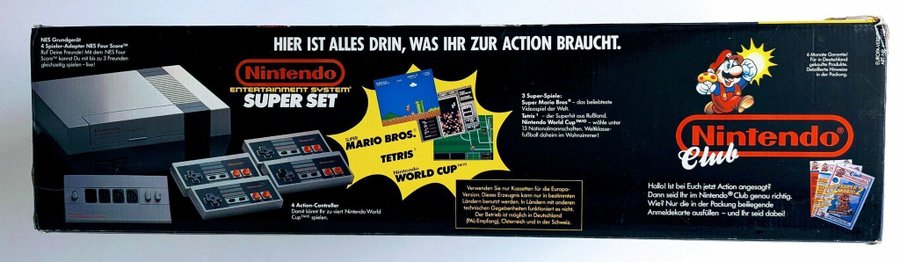 HIER IST ALLES DRIN, WAS IHR ZUR ACTION BRAUCHT.
NES Grundgerät
4 Spieler-Adapter NES Four Score™
Ruf Deine Freunde! Mit dem NES Four
Score™ kannst Du mit bis zu 3 Freunden
gleichzeitig spielen – live!
Nintendo®
ENTERTAINMENT SYSTEM®
SUPER SET
SUPER
MARIO BROS.
TETRIS
Nintendo
WORLD CUP
3 Super-Spiele:
Super Mario Bros® – das beliebteste
Videospiel der Welt.
Tetris – der Superhit aus Rußland.
Nintendo World Cup – wähle unter
13 Nationalmannschaften, Weltklasse-
fußball daheim im Wohnzimmer!
4 Action-Controller
Damit könnt Ihr zu viert Nintendo World
Cup spielen.
Verwenden Sie nur Kassetten für die Europa-
Version. Dieses Erzeugnis kann nur in bestimmten
Ländern benutzt werden. In Ländern mit anderen
technischen Gegebenheiten funktioniert es nicht.
Der Betrieb ist möglich in Deutschland
(PAL-Empfang), Österreich und in der Schweiz.
6 Monate Garantie!
Für in Deutschland
gekaufte Produkte.
Detaillierte Hinweise
in der Packung.
Nintendo®
Club
Hallo! Ist bei Euch jetzt Action angesagt?
Dann seid Ihr im Nintendo® Club genau richtig.
Wie? Nur die in der Packung beiliegende
Anmeldekarte ausfüllen – und Ihr seid dabei!